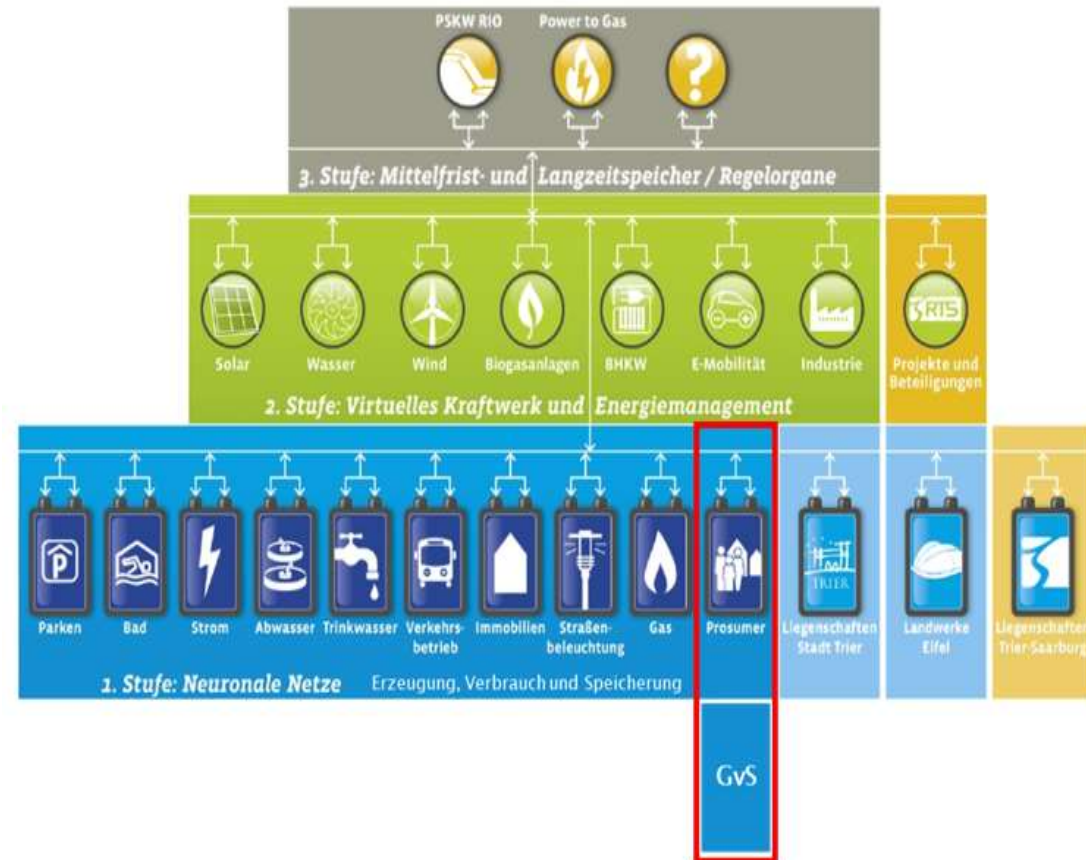 PSKW RIO
Power to Gas
?
3. Stufe: Mittelfrist- und Langzeitspeicher / Regelorgane
Solar
Wasser
Wind
Biogasanlagen
BHKW
E-Mobilität
Industrie
RTS
Projekte und
Beteiligungen
2. Stufe: Virtuelles Kraftwerk und Energiemanagement
P
TRIER
Parken
Bad
Strom
Abwasser
Trinkwasser
Verkehrs-
betrieb
Immobilien
Straßen-
beleuchtung
Gas
Prosumer
Liegenschaften
Stadt Trier
Landwerke
Eifel
Liegenschaften
Trier-Saarburg
1. Stufe: Neuronale Netze
Erzeugung, Verbrauch und Speicherung
GvS